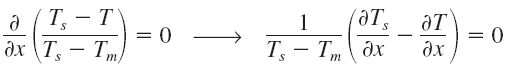 ∂/∂x ((T_s − T)/(T_s − T_m)) = 0 ⟶ 1/(T_s − T_m) (∂T_s/∂x − ∂T/∂x) = 0